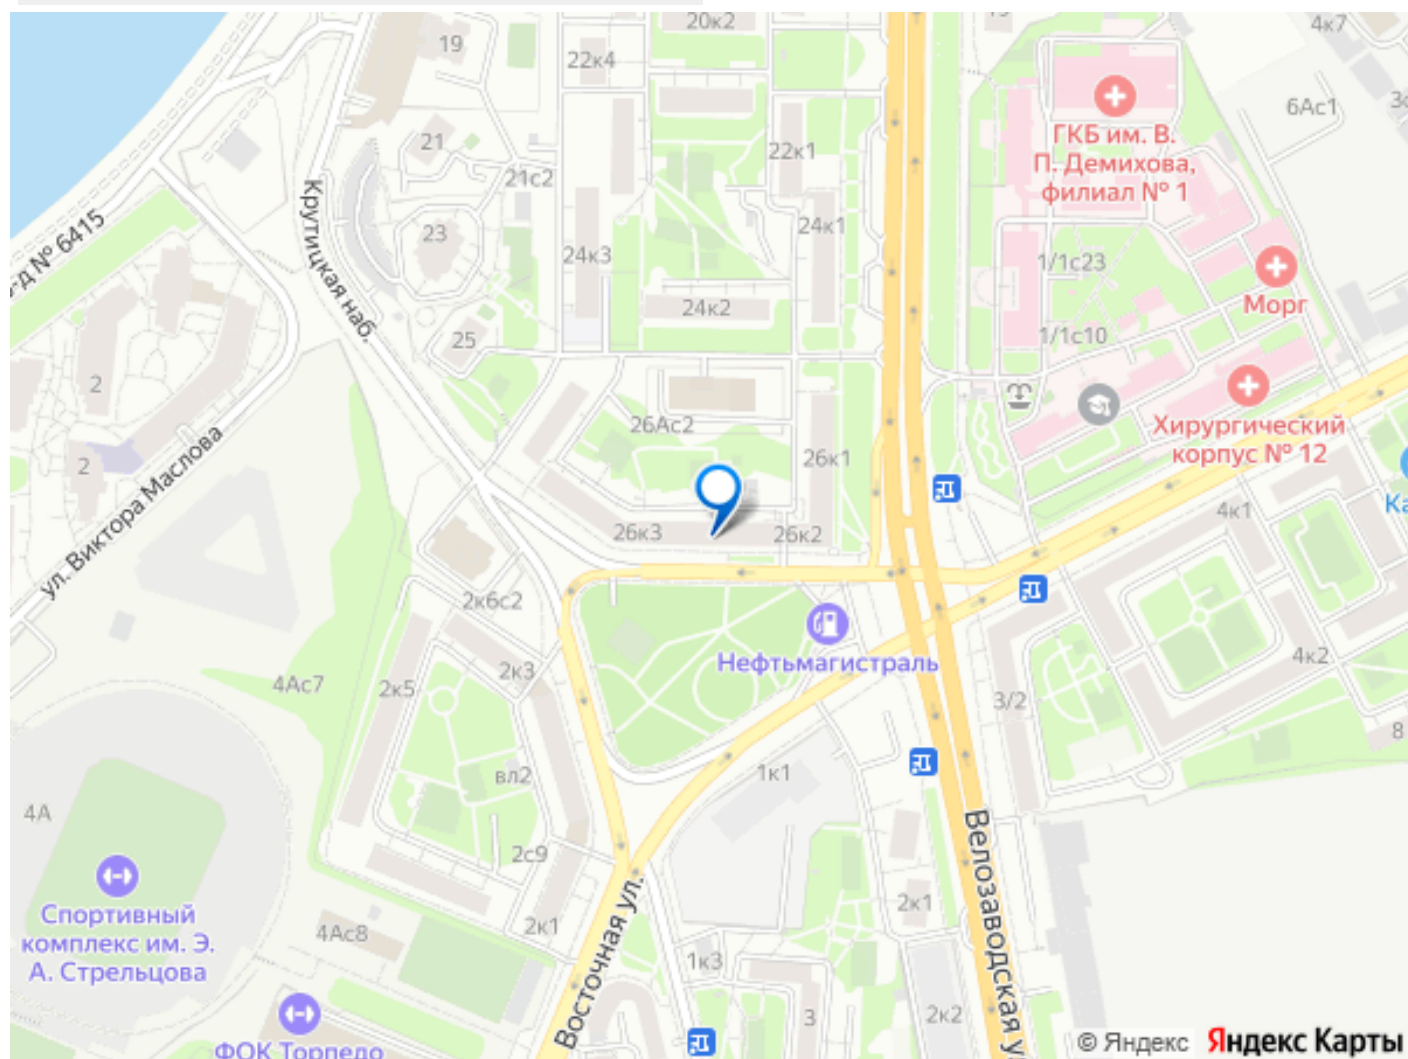 20к2
19
22к4
4к7
6Ас1
ГКБ им. В.
П. Демихова,
филиал № 1
21
22к1
21с2
Крутицкая наб.
24к1
23
24к3
1/1с23
Морг
24к2
1/1с10
25
2
26Ас2
Хирургический
корпус № 12
26к1
2
ул. Виктора Маслова
4к1
26к3
26к2
2к6с2
Нефтьмагистраль
4к2
2к3
4Ас7
2к5
3/2
8
1к1
вл2
4А
Велозаводская
2с9
Спортивный
комплекс им. Э.
А. Стрельцова
2к1
2к1
4Ас8
Восточная ул.
1к3
3
2к2
ФОК Торпедо
© Яндекс Яндекс Карты